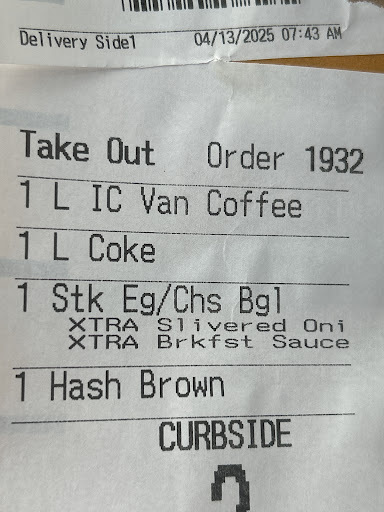 Delivery Side1 04/13/2025 07:43 AM
Take Out Order 1932
1 L IC Van Coffee
1 L Coke
1 Stk Eg/Chs Bgl
XTRA Slivered Oni
XTRA Brkfst Sauce
1 Hash Brown
CURBSIDE